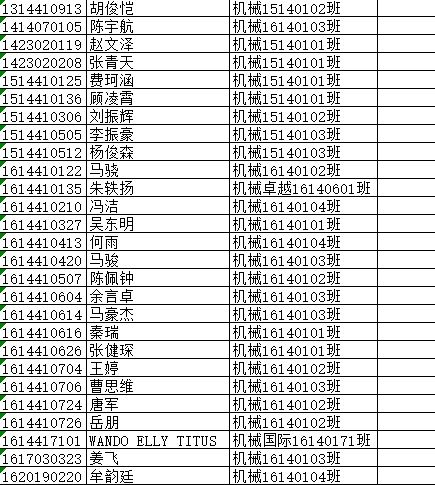 1314410913 胡俊恺 机械15140102班
1414070105 陈宇航 机械16140103班
1423020119 赵文泽 机械15140101班
1423020208 张青天 机械15140101班
1514410125 费珂涵 机械15140101班
1514410136 顾凌霄 机械15140101班
1514410306 刘振辉 机械15140102班
1514410505 李振豪 机械15140103班
1514410512 杨俊森 机械15140103班
1614410122 马骁 机械16140102班
1614410135 朱轶扬 机械卓越16140601班
1614410210 冯洁 机械16140104班
1614410327 吴东明 机械16140101班
1614410413 何雨 机械16140104班
1614410420 马骏 机械16140103班
1614410507 陈佩钟 机械16140102班
1614410604 余言卓 机械16140103班
1614410614 马豪杰 机械16140103班
1614410616 秦瑞 机械16140101班
1614410626 张健琛 机械16140101班
1614410704 王婷 机械16140102班
1614410706 曹思维 机械16140103班
1614410724 唐军 机械16140102班
1614410726 岳朋 机械16140102班
1614417101 WANDO ELLY TITUS 机械国际16140171班
1617030323 姜飞 机械16140103班
1620190220 牟韵廷 机械16140104班